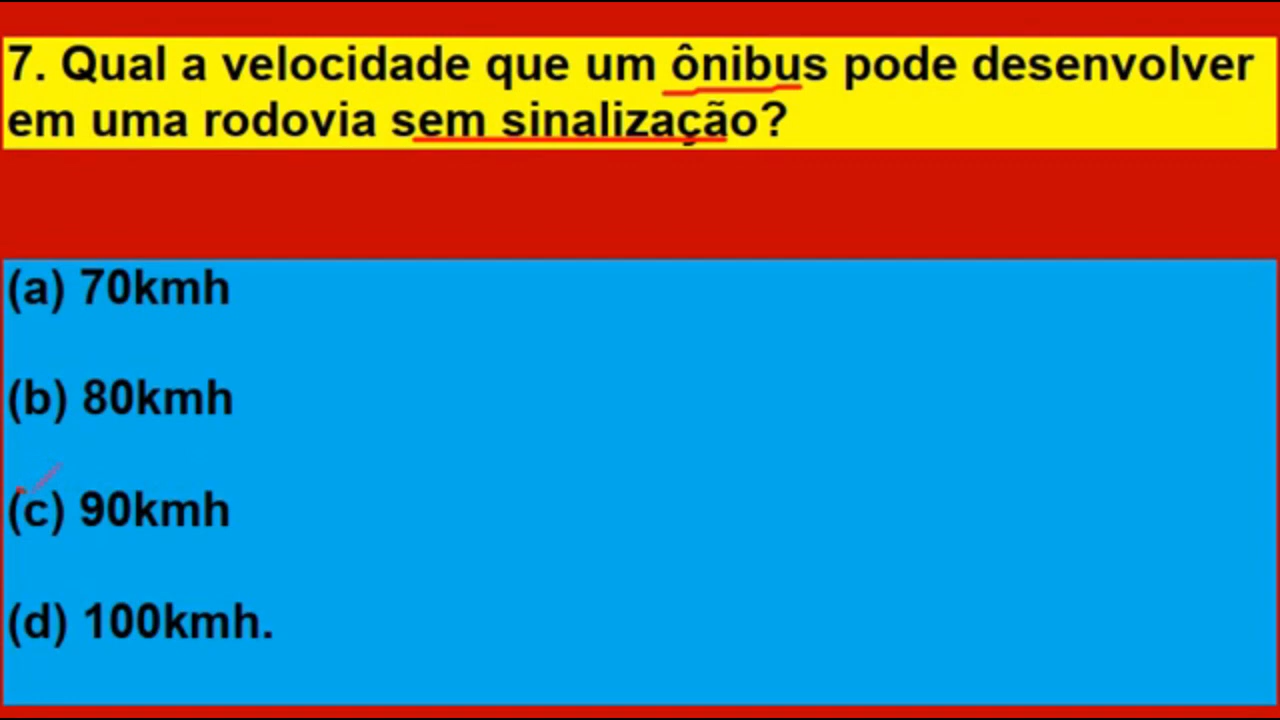 7. Qual a velocidade que um ônibus pode desenvolver
em uma rodovia sem sinalização?
(a) 70kmh
(b) 80kmh
(c) 90kmh
(d) 100kmh.